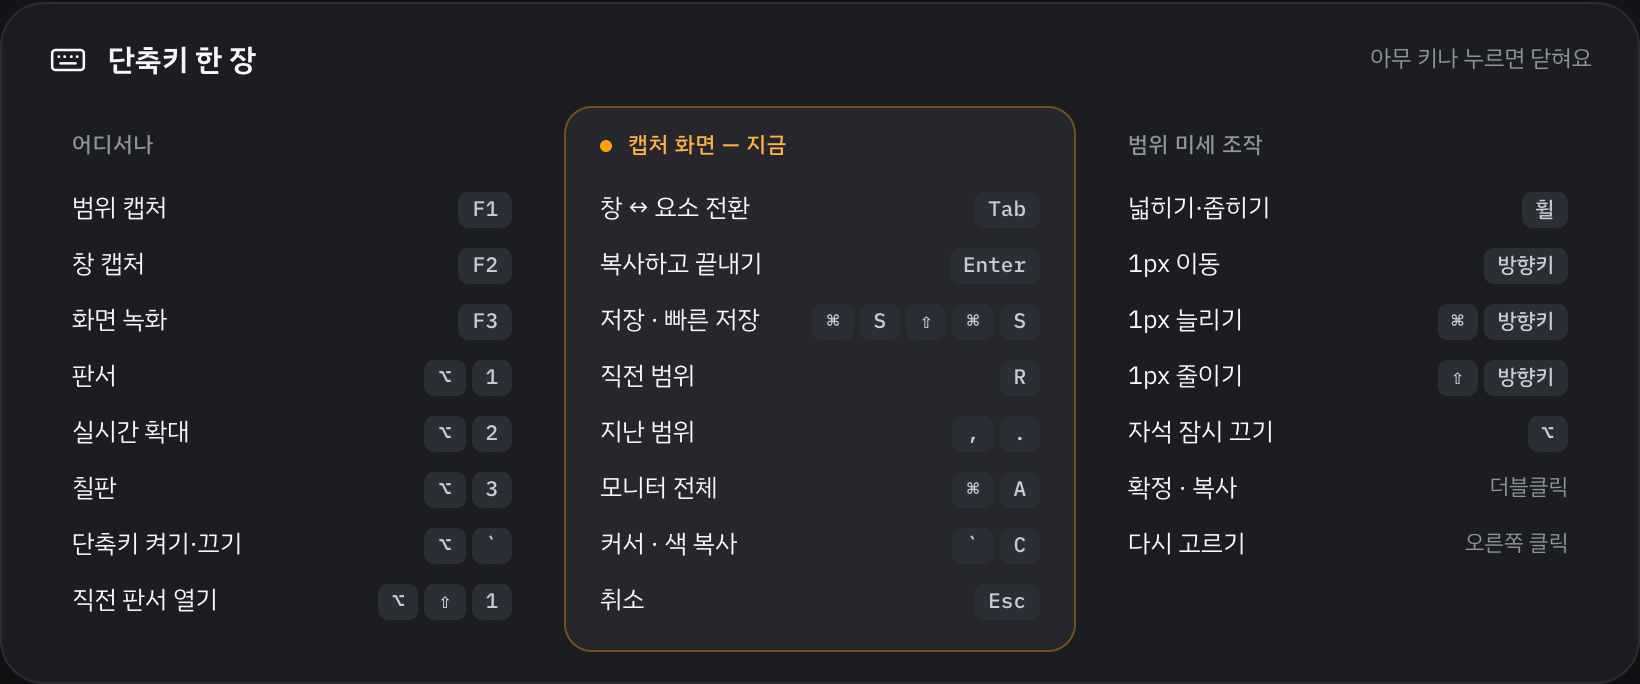 단축키 한 장
아무 키나 누르면 닫혀요
어디서나
범위 캡처 F1
창 캡처 F2
화면 녹화 F3
판서 ⌥ 1
실시간 확대 ⌥ 2
칠판 ⌥ 3
단축키 켜기·끄기 ⌥ `
직전 판서 열기 ⌥ ⇧ 1
캡처 화면 — 지금
창 ↔ 요소 전환 Tab
복사하고 끝내기 Enter
저장 · 빠른 저장 ⌘ S ⇧ ⌘ S
직전 범위 R
지난 범위 , .
모니터 전체 ⌘ A
커서 · 색 복사 ` C
취소 Esc
범위 미세 조작
넓히기·좁히기 휠
1px 이동 방향키
1px 늘리기 ⌘ 방향키
1px 줄이기 ⇧ 방향키
자석 잠시 끄기 ⌥
확정 · 복사 더블클릭
다시 고르기 오른쪽 클릭